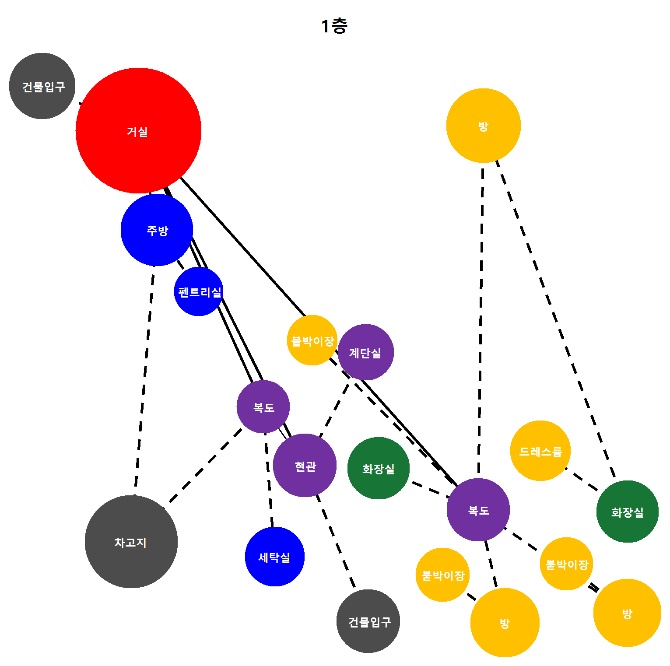 1층
건물입구
거실
방
주방
펜트리실
붙박이장
계단실
복도
현관
화장실
드레스룸
복도
화장실
차고지
세탁실
붙박이장
붙박이장
건물입구
방
방